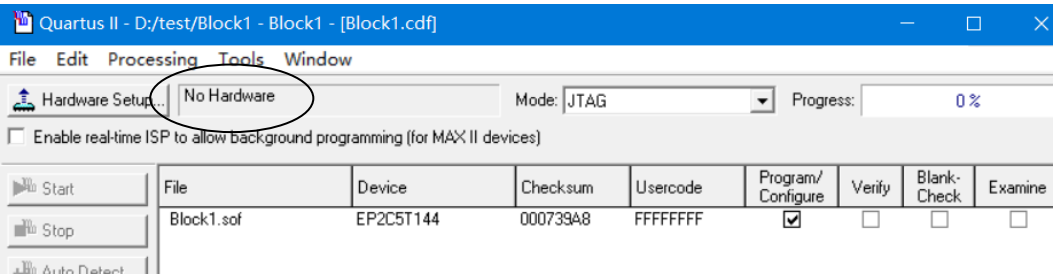 Quartus II - D:/test/Block1 - Block1 - [Block1.cdf]
File Edit Processing Tools Window
Hardware Setup... No Hardware Mode: JTAG Progress: 0 %
Enable real-time ISP to allow background programming (for MAX II devices)
Start File Device Checksum Usercode Program/ Configure Verify Blank- Check Examine
Block1.sof EP2C5T144 000739A8 FFFFFFFF
Stop
Auto Detect